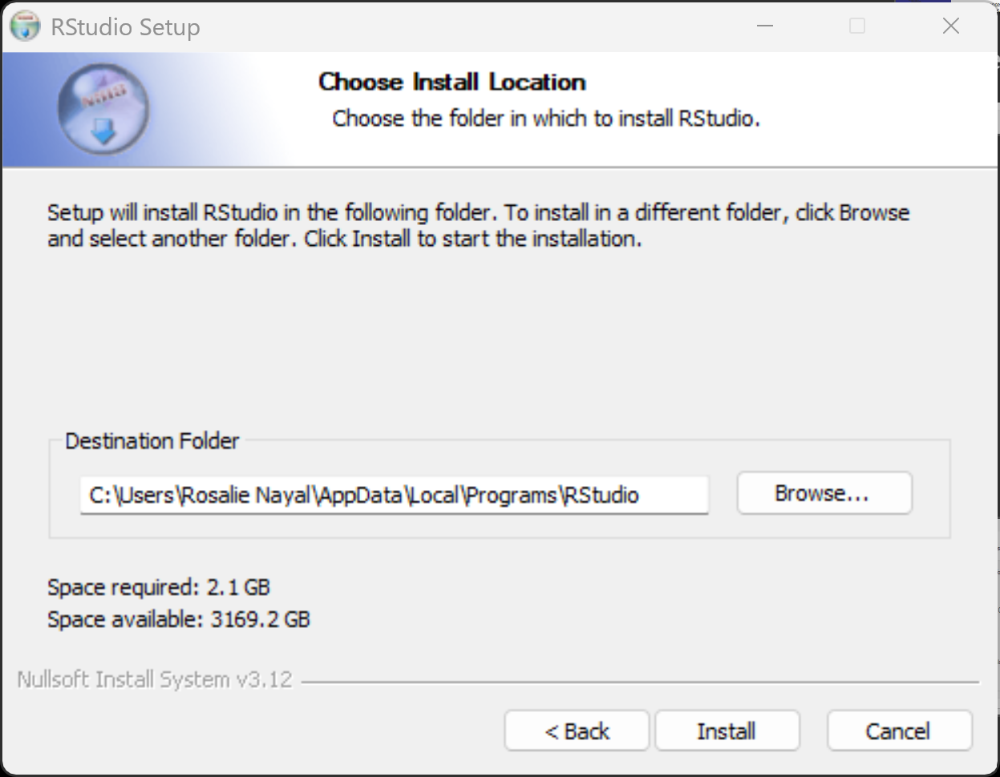 RStudio Setup
Choose Install Location
Choose the folder in which to install RStudio.
Setup will install RStudio in the following folder. To install in a different folder, click Browse
and select another folder. Click Install to start the installation.
Destination Folder
C:\Users\Rosalie Nayal\AppData\Local\Programs\RStudio
Browse...
Space required: 2.1 GB
Space available: 3169.2 GB
Nullsoft Install System v3.12
< Back
Install
Cancel